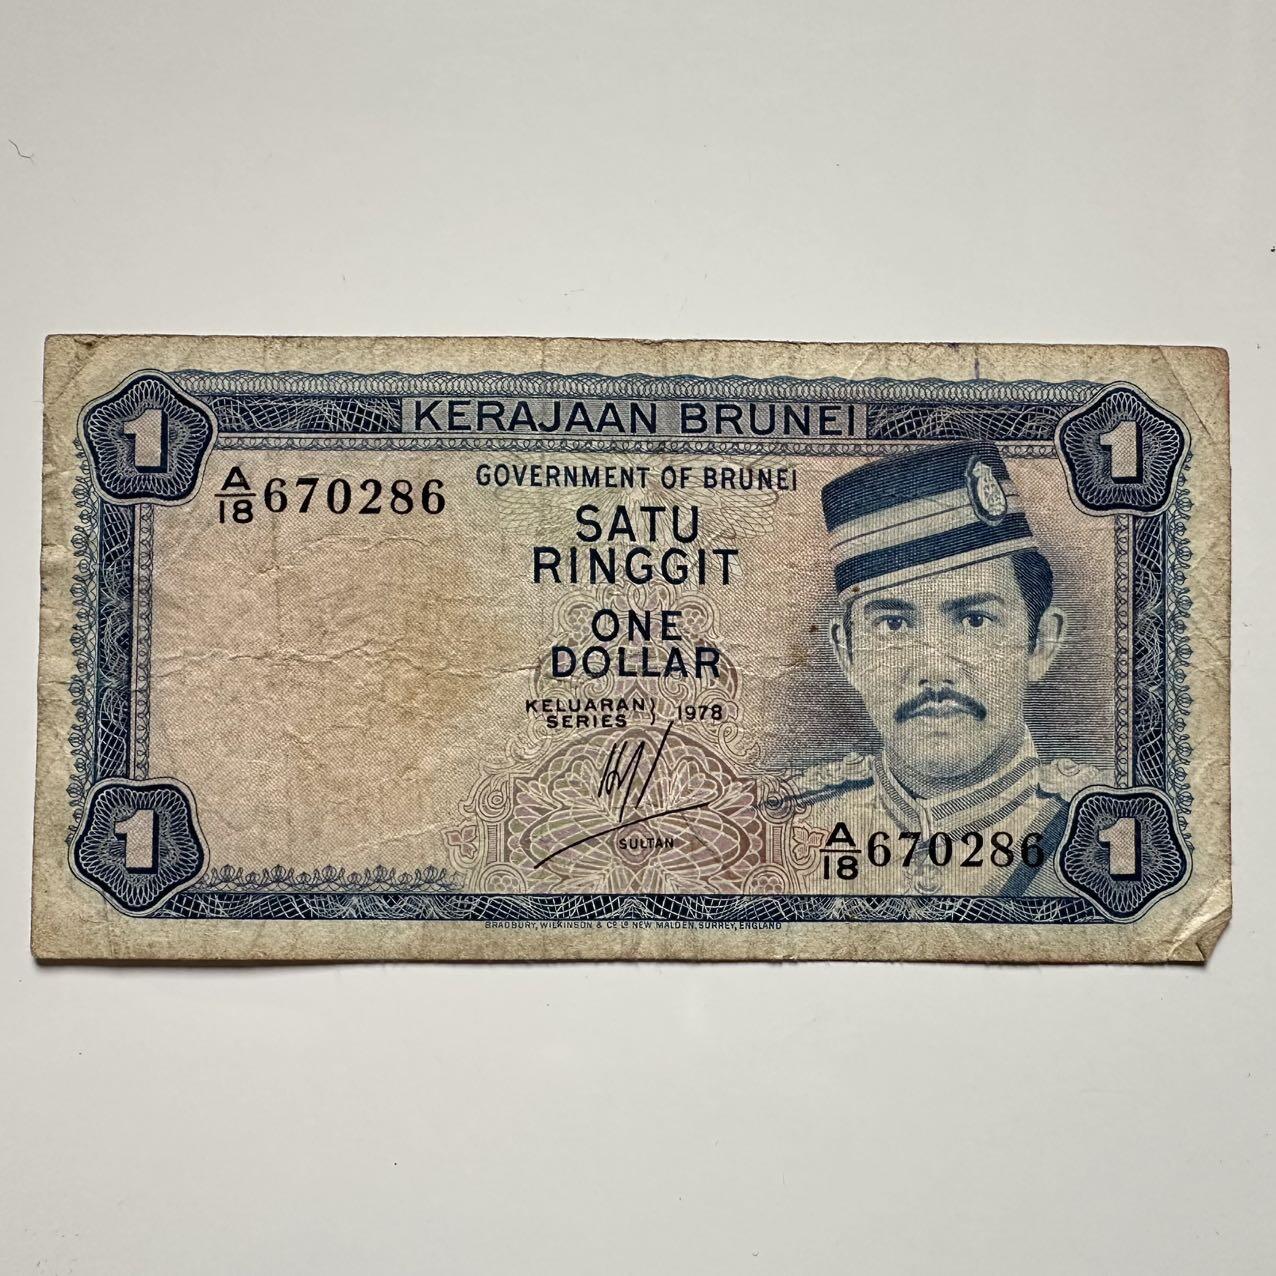 1
KERAJAAN BRUNEI
1
A/18 670286
GOVERNMENT OF BRUNEI
SATU
RINGGIT
ONE
DOLLAR
KELUARAN
SERIES } 1978
SULTAN
A/18 670286
1
1
BRADBURY, WILKINSON & Cº Lº NEW MALDEN, SURREY, ENGLAND